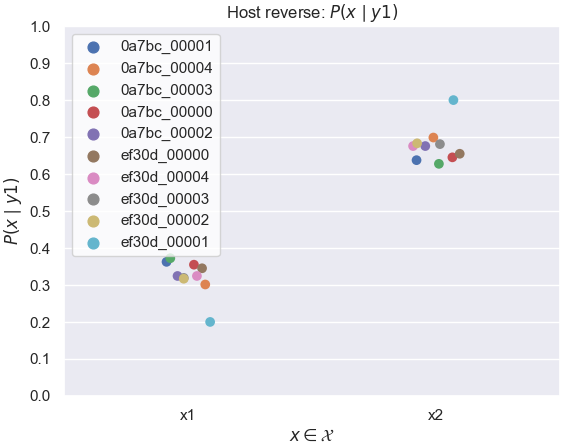 Host reverse: P(x | y1)
1.0
0.9
0.8
0.7
0.6
0.5
0.4
0.3
0.2
0.1
0.0
P(x | y1)
0a7bc_00001
0a7bc_00004
0a7bc_00003
0a7bc_00000
0a7bc_00002
ef30d_00000
ef30d_00004
ef30d_00003
ef30d_00002
ef30d_00001
x1 x2
x ∈ 𝒳